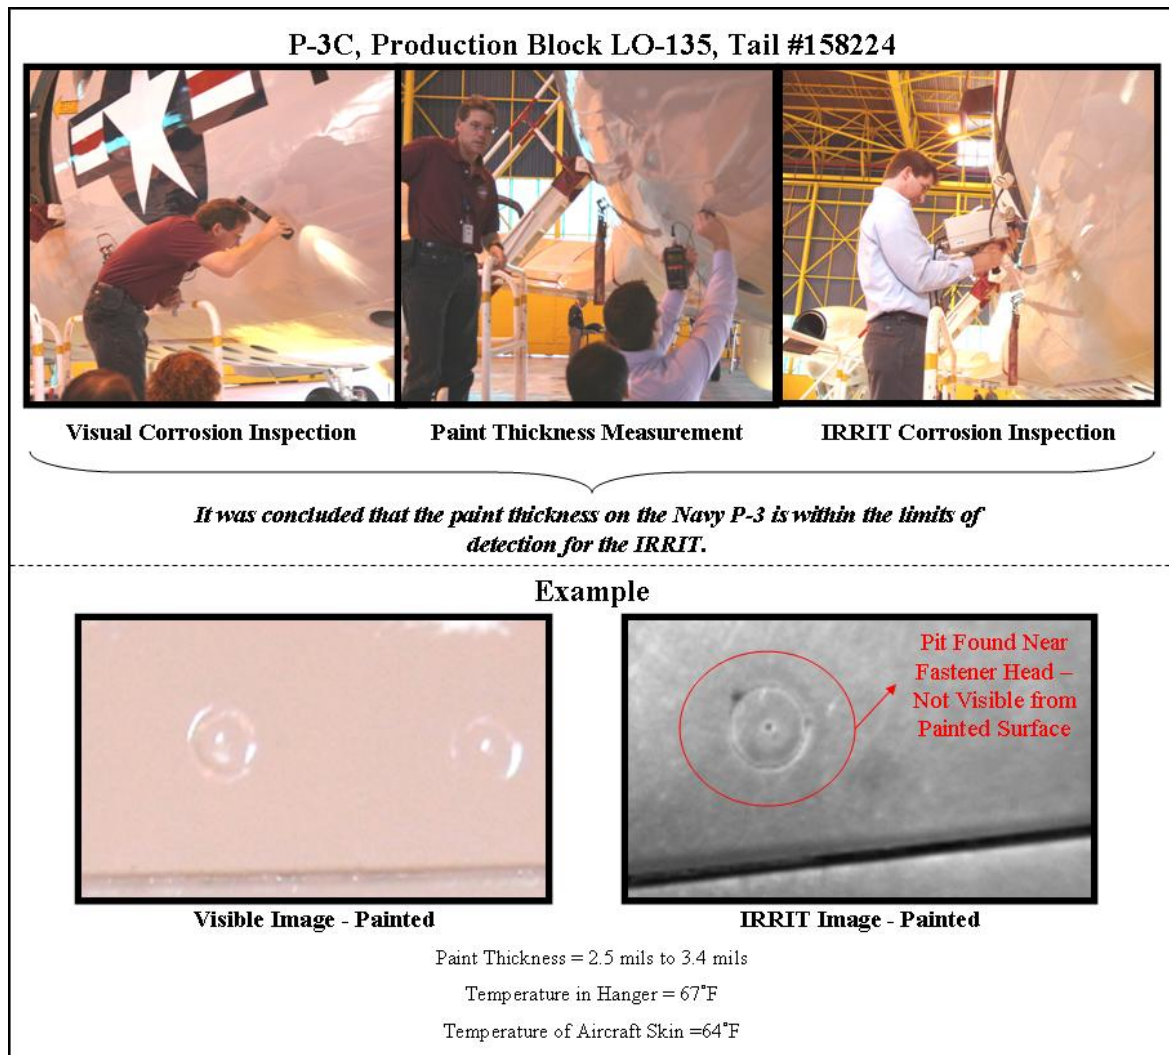 P-3C, Production Block LO-135, Tail #158224
Visual Corrosion Inspection
Paint Thickness Measurement
IRRIT Corrosion Inspection
It was concluded that the paint thickness on the Navy P-3 is within the limits of
detection for the IRRIT.
Example
Pit Found Near
Fastener Head –
Not Visible from
Painted Surface
Visible Image - Painted
IRRIT Image - Painted
Paint Thickness = 2.5 mils to 3.4 mils
Temperature in Hanger = 67°F
Temperature of Aircraft Skin =64°F